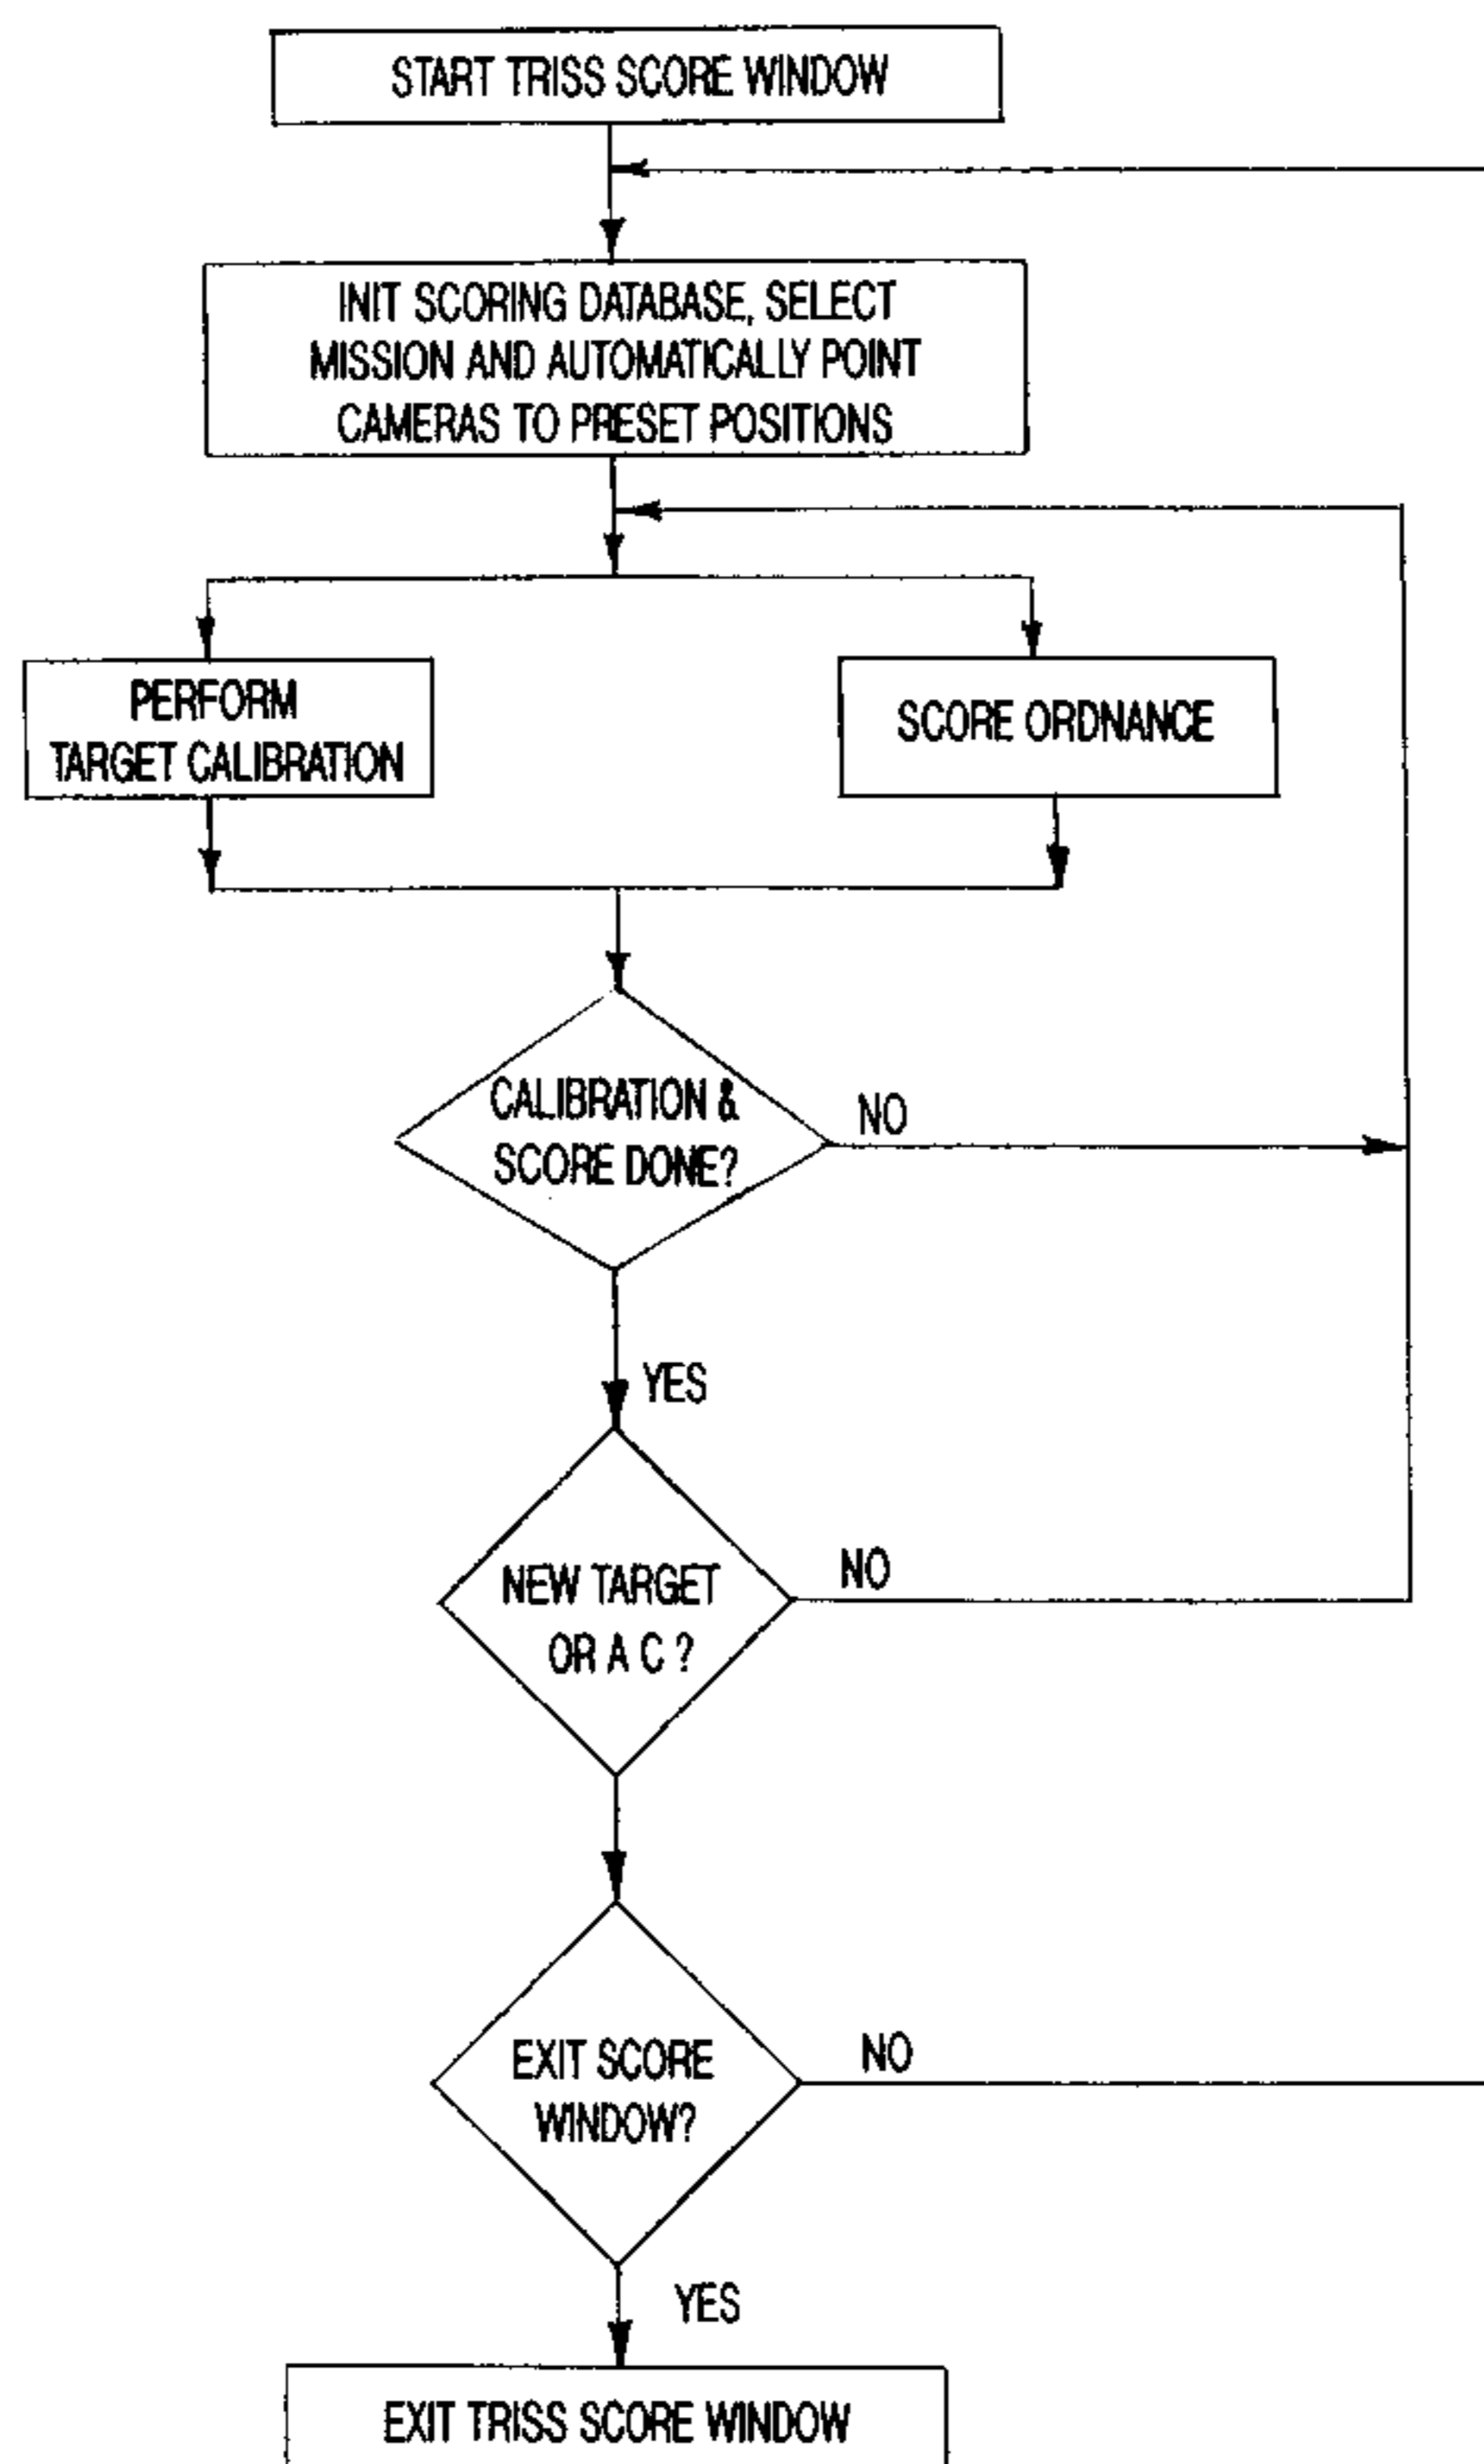 START TRISS SCORE WINDOW
INIT SCORING DATABASE, SELECT
MISSION AND AUTOMATICALLY POINT
CAMERAS TO PRESET POSITIONS
PERFORM
TARGET CALIBRATION
SCORE ORDNANCE
CALIBRATION &
SCORE DONE?
NO
YES
NEW TARGET
OR A C ?
NO
EXIT SCORE
WINDOW?
NO
YES
EXIT TRISS SCORE WINDOW